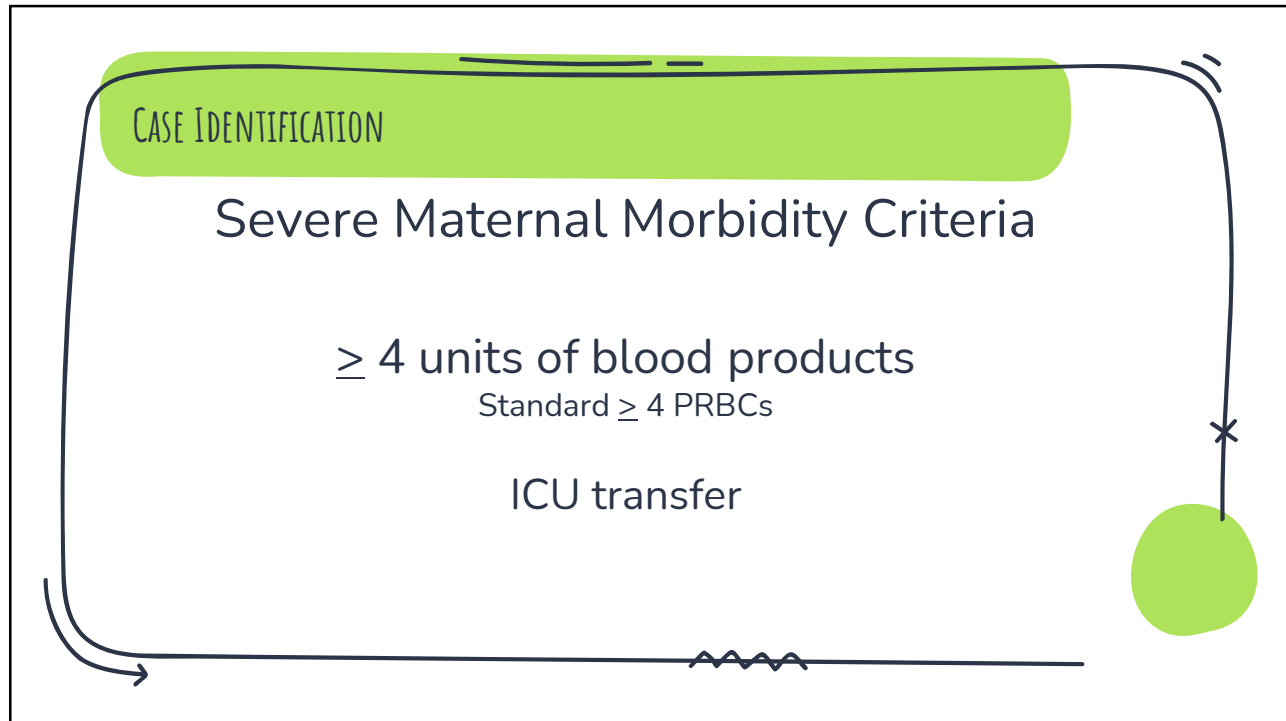 Case Identification
Severe Maternal Morbidity Criteria
≥ 4 units of blood products
Standard ≥ 4 PRBCs
ICU transfer